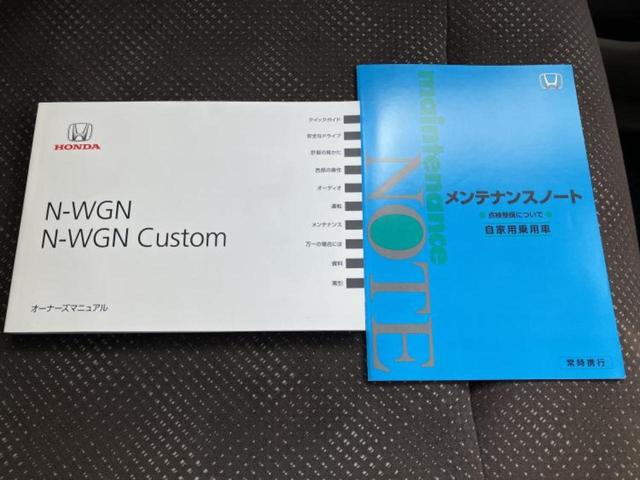 HONDA
N-WGN
N-WGN Custom
オーナーズマニュアル
クイックガイド
安全なドライブ
計器の見かた
各部の操作
オーディオ
運転
メンテナンス
万一の場合には
資料
索引
maintenance
NOTE
メンテナンスノート
点検整備について
自家用乗用車
常時携行